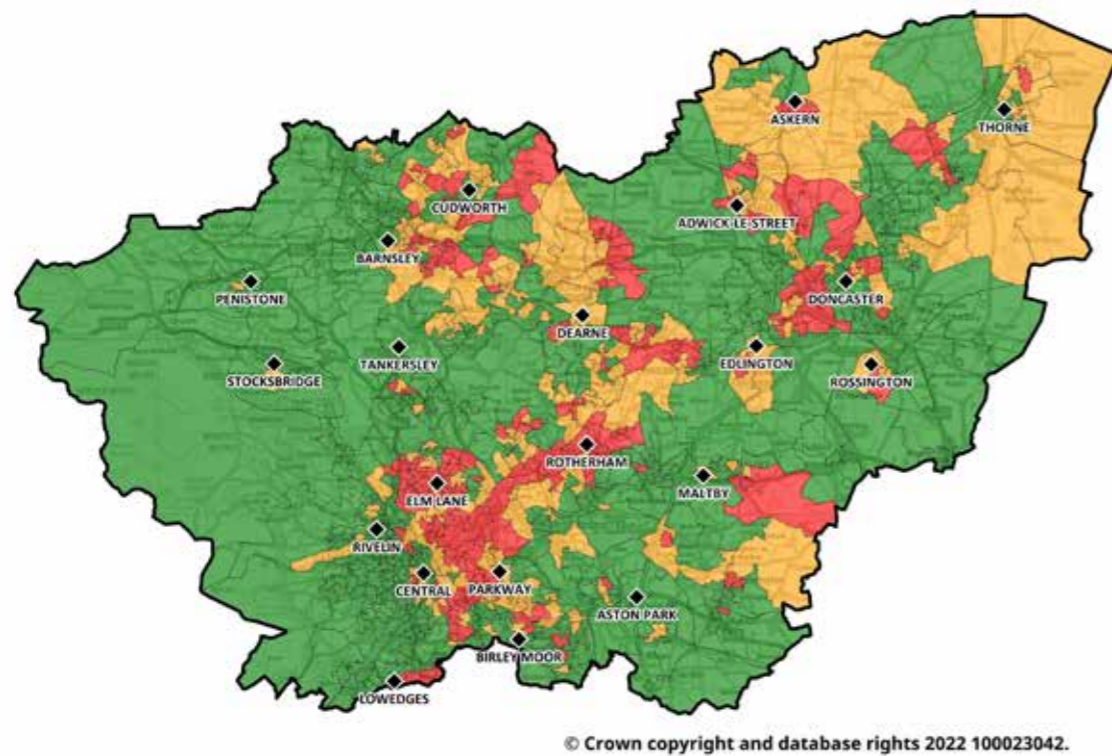 ASKERN
THORNE
CUDWORTH
ADWICK-LE-STREET
BARNSLEY
PENISTONE
DONCASTER
DEARNE
TANKERSLEY
EDLINGTON
STOCKSBRIDGE
ROSSINGTON
ROTHERHAM
ELM LANE
MALTBY
RIVELIN
CENTRAL
PARKWAY
ASTON PARK
BIRLEY MOOR
LOWEDGES
© Crown copyright and database rights 2022 100023042.